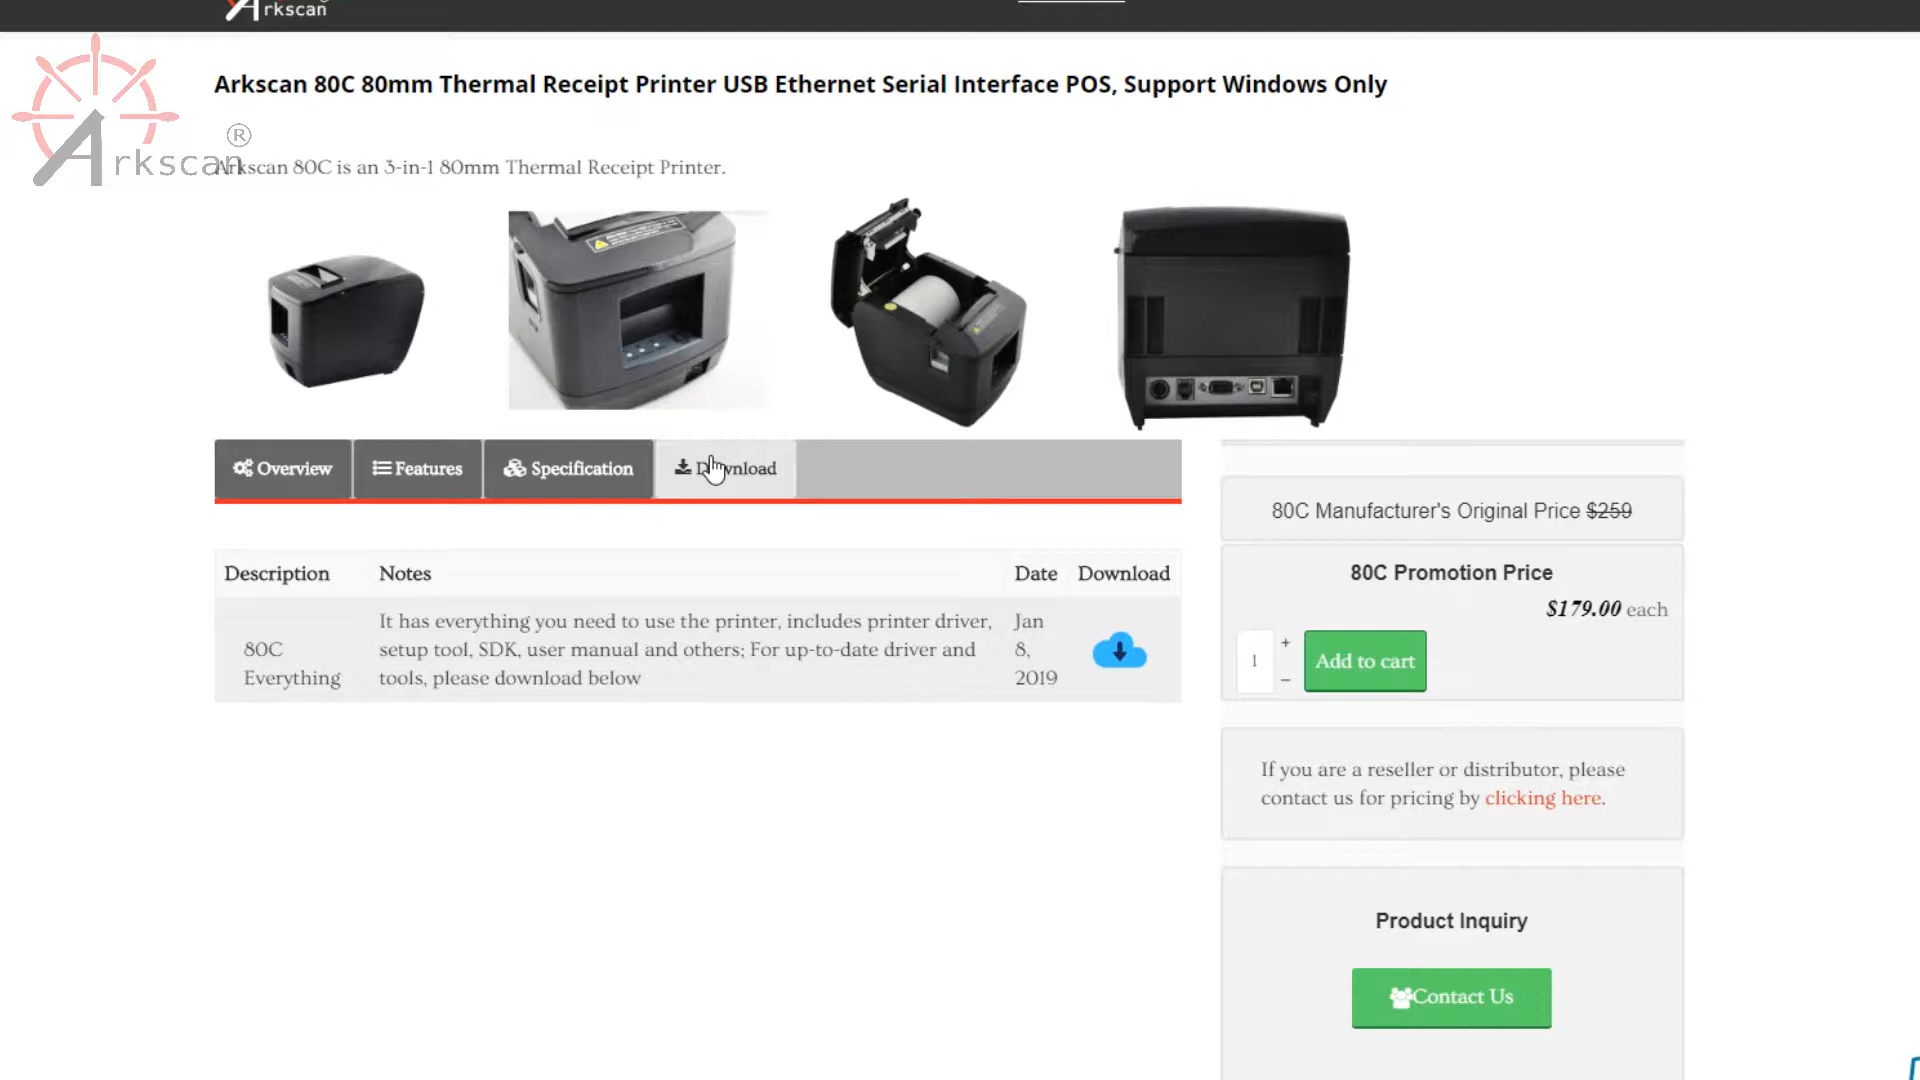 Arkscan
Arkscan 80C 80mm Thermal Receipt Printer USB Ethernet Serial Interface POS, Support Windows Only
Arkscan ®
Arkscan 80C is an 3-in-1 80mm Thermal Receipt Printer.
Overview
Features
Specification
Download
Description Notes Date Download
80C Everything
It has everything you need to use the printer, includes printer driver,
setup tool, SDK, user manual and others; For up-to-date driver and
tools, please download below
Jan
8,
2019
80C Manufacturer's Original Price $259
80C Promotion Price
$179.00 each
1 + −
Add to cart
If you are a reseller or distributor, please
contact us for pricing by clicking here.
Product Inquiry
Contact Us